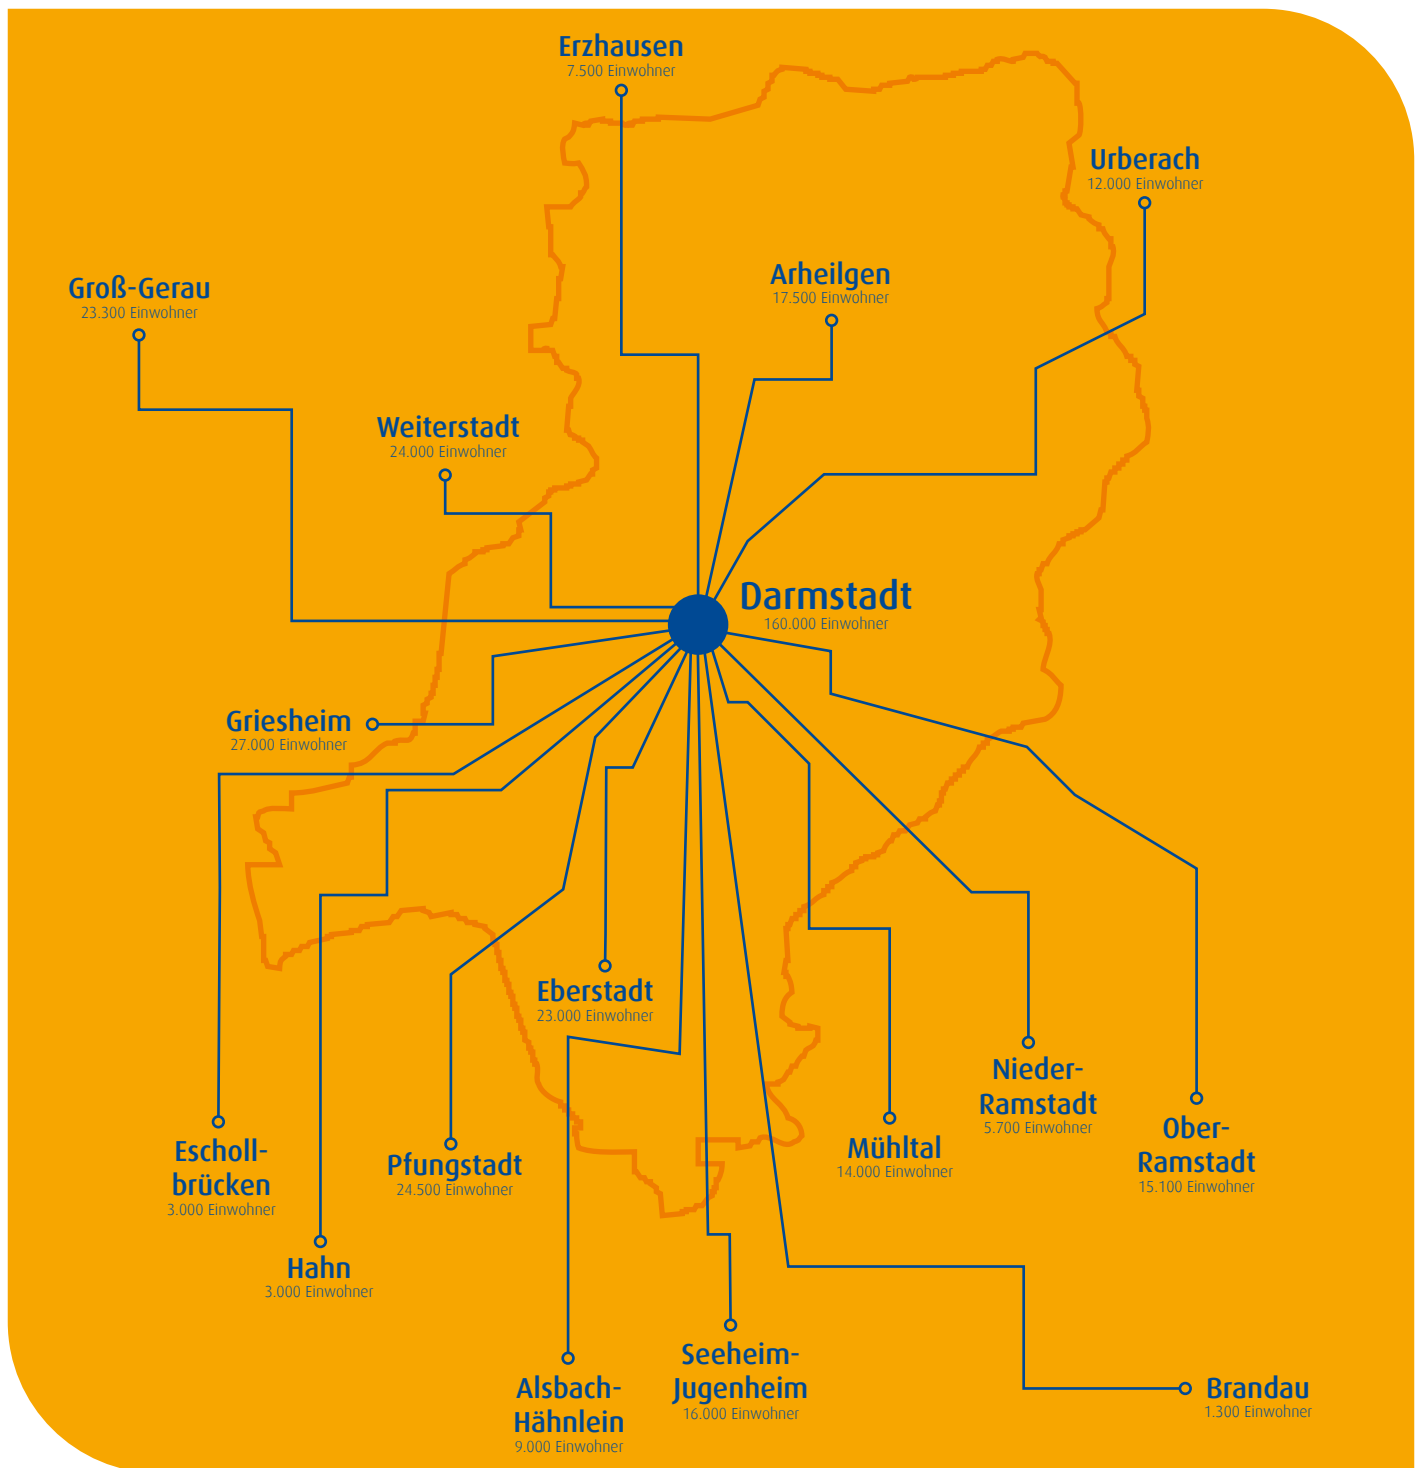 Erzhausen
7.500 Einwohner
Urberach
12.000 Einwohner
Arheilgen
17.500 Einwohner
Groß-Gerau
23.300 Einwohner
Weiterstadt
24.000 Einwohner
Darmstadt
160.000 Einwohner
Griesheim
27.000 Einwohner
Eberstadt
23.000 Einwohner
Nieder-
Ramstadt
5.700 Einwohner
Ober-
Ramstadt
15.100 Einwohner
Mühltal
14.000 Einwohner
Escholl-
brücken
3.000 Einwohner
Pfungstadt
24.500 Einwohner
Hahn
3.000 Einwohner
Seeheim-
Jugenheim
16.000 Einwohner
Alsbach-
Hähnlein
9.000 Einwohner
Brandau
1.300 Einwohner